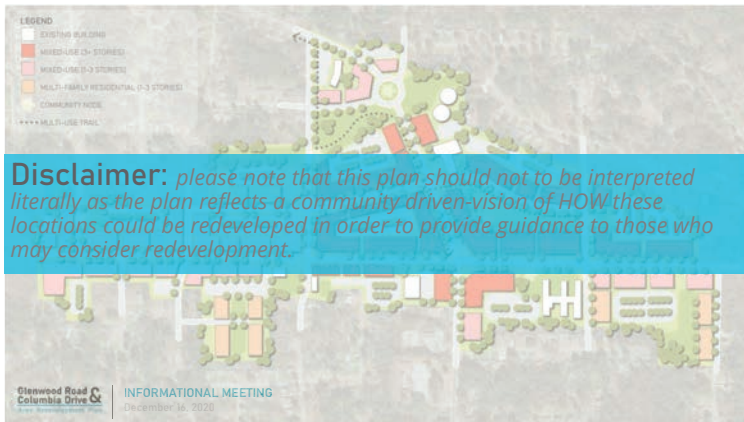 LEGEND
EXISTING BUILDING
MIXED-USE (3+ STORIES)
MIXED-USE (1-3 STORIES)
MULTI-FAMILY RESIDENTIAL (1-3 STORIES)
COMMUNITY NODE
MULTI-USE TRAIL
Disclaimer: please note that this plan should not to be interpreted
literally as the plan reflects a community driven-vision of HOW these
locations could be redeveloped in order to provide guidance to those who
may consider redevelopment.
Glenwood Road &
Columbia Drive
Area Redevelopment Plan
INFORMATIONAL MEETING
December 16, 2020